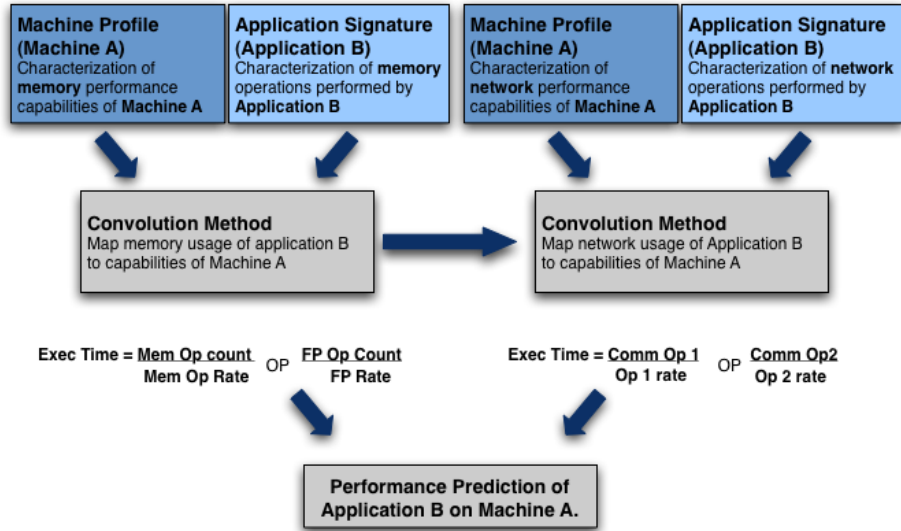 Machine Profile
(Machine A)
Characterization of
memory performance
capabilities of Machine A
Application Signature
(Application B)
Characterization of memory
operations performed by
Application B
Machine Profile
(Machine A)
Characterization of
network performance
capabilities of Machine A
Application Signature
(Application B)
Characterization of network
operations performed by
Application B
Convolution Method
Map memory usage of application B
to capabilities of Machine A
Convolution Method
Map network usage of Application B
to capabilities of Machine A
Exec Time = Mem Op count OP FP Op Count
Mem Op Rate FP Rate
Exec Time = Comm Op 1 OP Comm Op2
Op 1 rate Op 2 rate
Performance Prediction of
Application B on Machine A.